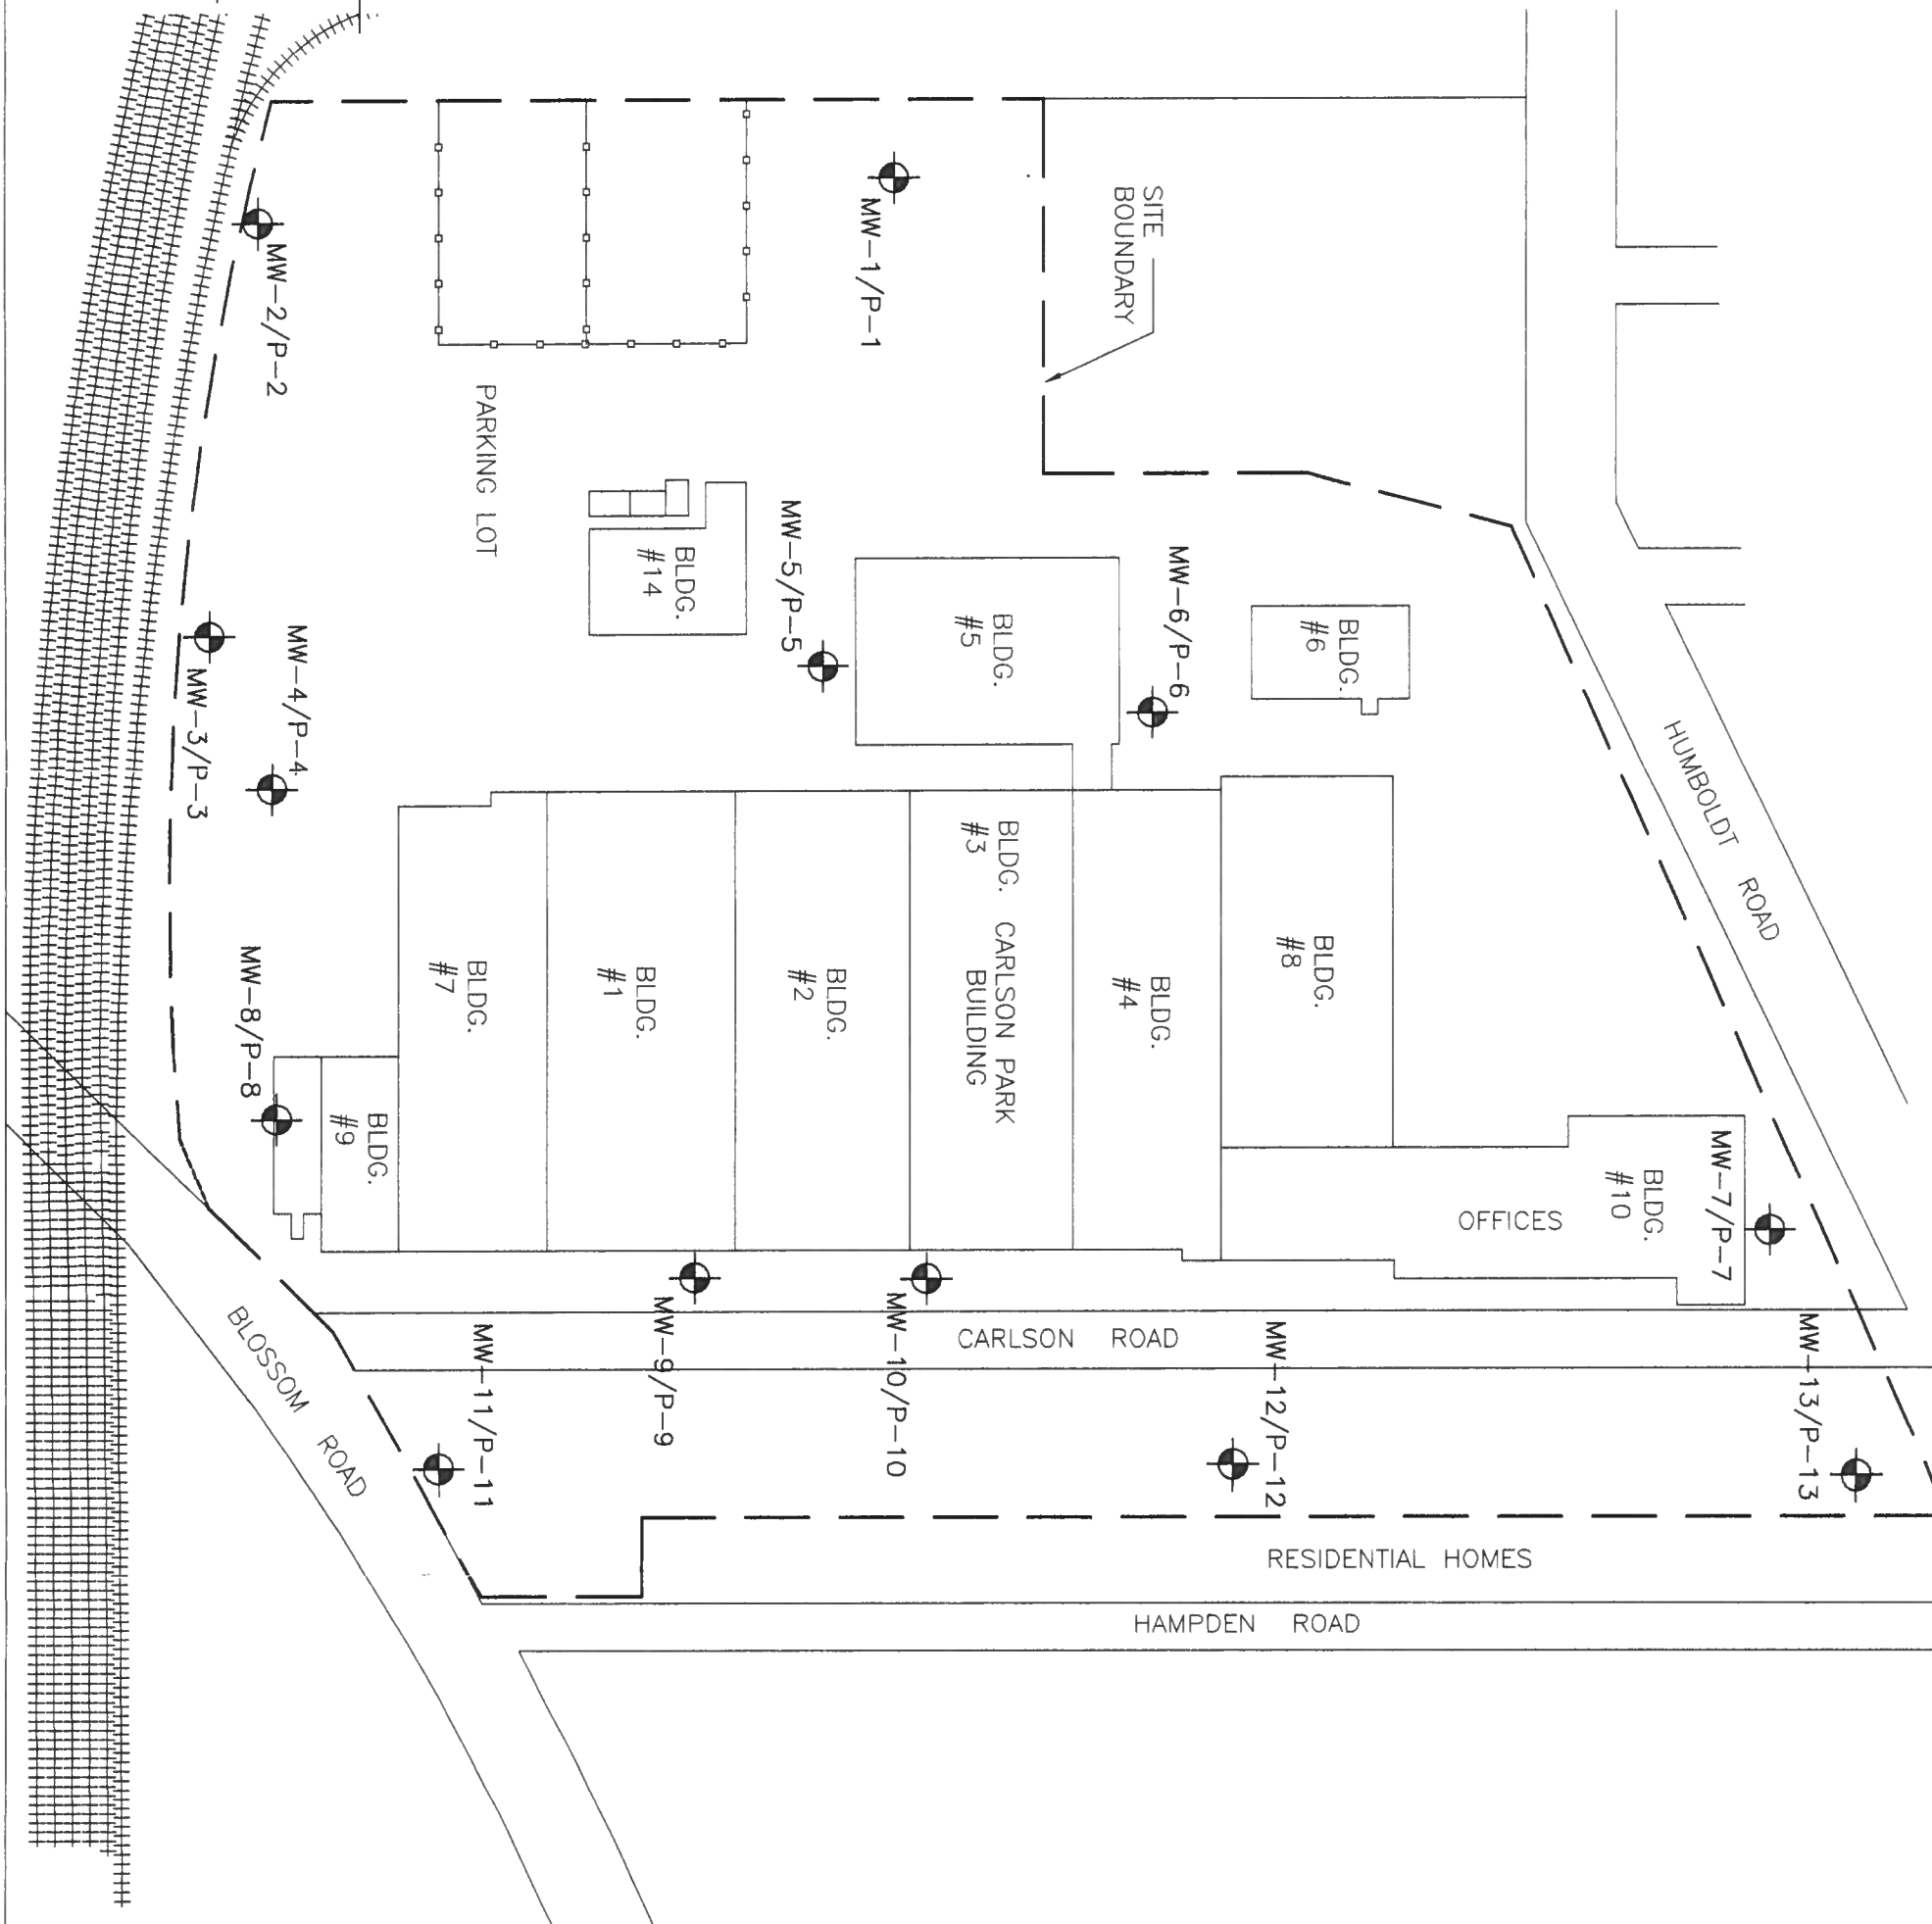 SITE
BOUNDARY
MW-1/P-1
MW-2/P-2
PARKING LOT
BLDG.
#14
MW-5/P-5
BLDG.
#5
MW-6/P-6
BLDG.
#6
HUMBOLDT ROAD
MW-4/P-4
MW-3/P-3
BLDG.
#7
BLDG.
#1
BLDG.
#2
BLDG.
#3
CARLSON PARK
BUILDING
BLDG.
#4
BLDG.
#8
MW-8/P-8
BLDG.
#9
BLDG.
#10
OFFICES
MW-7/P-7
MW-9/P-9
MW-10/P-10
CARLSON ROAD
MW-11/P-11
MW-12/P-12
MW-13/P-13
BLOSSOM ROAD
RESIDENTIAL HOMES
HAMPDEN ROAD